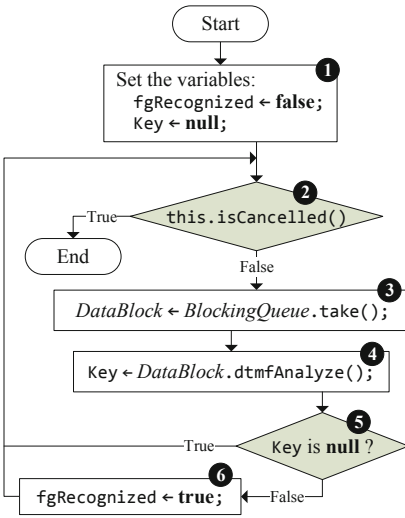 Start
1
Set the variables:
fgRecognized ← false;
Key ← null;
2
this.isCancelled()
True
End
False
3
DataBlock ← BlockingQueue.take();
4
Key ← DataBlock.dtmfAnalyze();
5
Key is null ?
True
6
fgRecognized ← true;
False